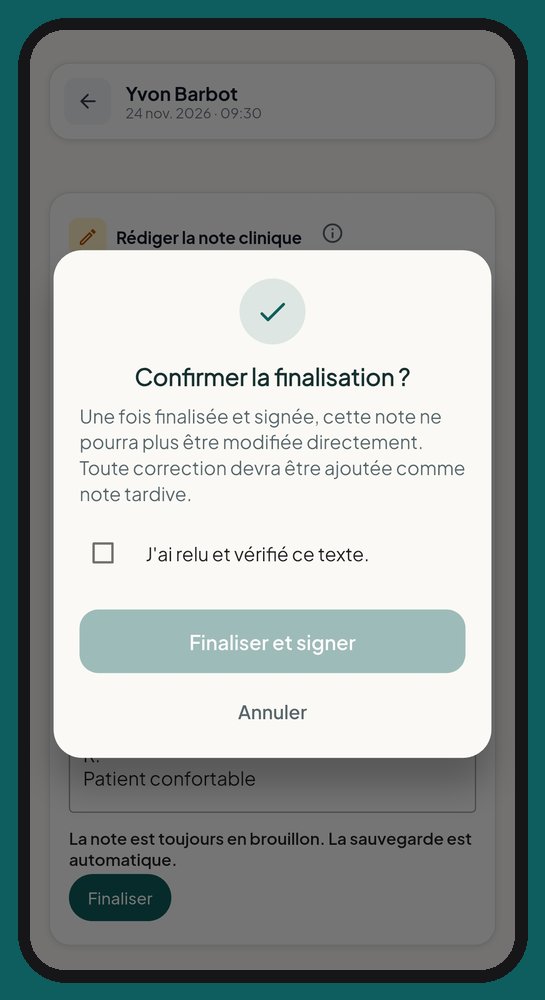 Yvon Barbot
24 nov. 2026 · 09:30
Rédiger la note clinique
Confirmer la finalisation ?
Une fois finalisée et signée, cette note ne
pourra plus être modifiée directement.
Toute correction devra être ajoutée comme
note tardive.
J'ai relu et vérifié ce texte.
Finaliser et signer
Annuler
Patient confortable
La note est toujours en brouillon. La sauvegarde est
automatique.
Finaliser